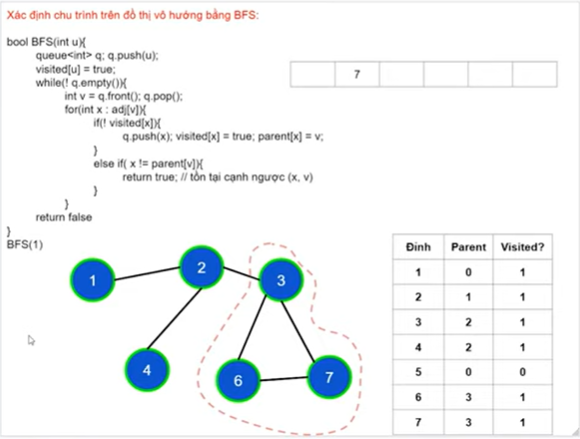 Xác định chu trình trên đồ thị vô hướng bằng BFS:
bool BFS(int u){
queue<int> q; q.push(u);
visited[u] = true;
while(! q.empty()){
int v = q.front(); q.pop();
for(int x : adj[v]){
if(! visited[x]){
q.push(x); visited[x] = true; parent[x] = v;
}
else if( x != parent[v]){
return true; // tồn tại cạnh ngược (x, v)
}
}
return false
}
BFS(1)
7
1
2
3
4
6
7
Đỉnh Parent Visited?
1 0 1
2 1 1
3 2 1
4 2 1
5 0 0
6 3 1
7 3 1